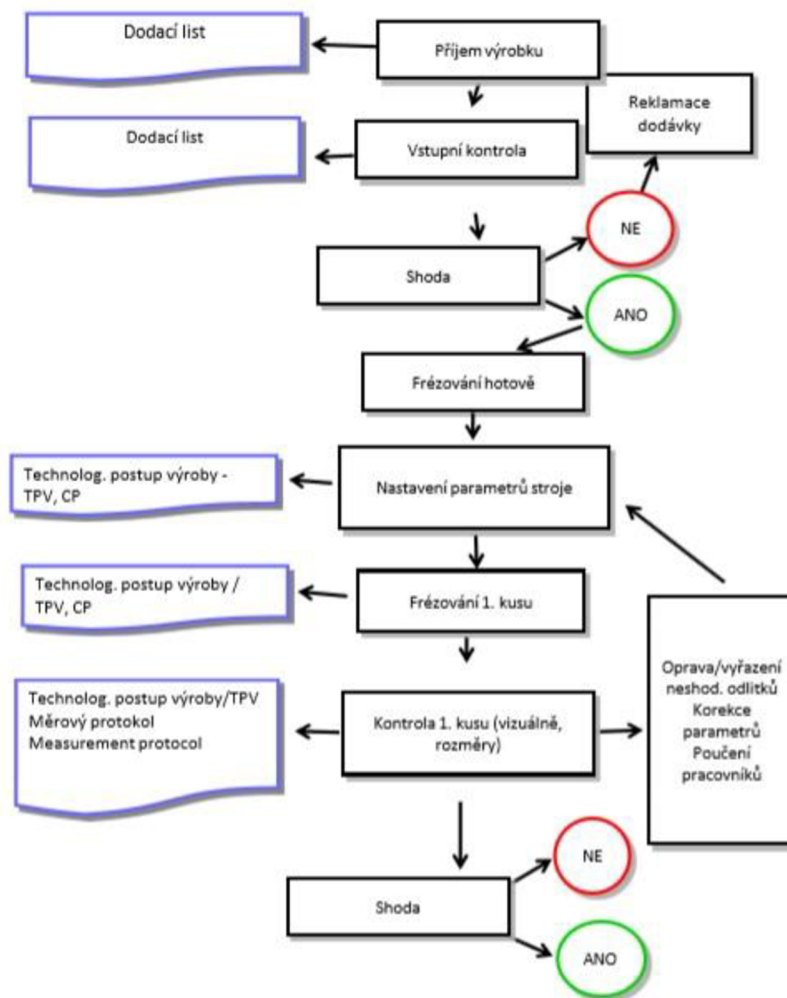 Dodací list
Příjem výrobku
Reklamace
dodávky
Dodací list
Vstupní kontrola
NE
Shoda
ANO
Frézování hotově
Technolog. postup výroby -
TPV, CP
Nastavení parametrů stroje
Technolog. postup výroby /
TPV, CP
Frézování 1. kusu
Oprava/vyřazení
neshod. odlitků
Korekce
parametrů
Poučení
pracovníků
Technolog. postup výroby/TPV
Měrový protokol
Measurement protocol
Kontrola 1. kusu (vizuálně,
rozměry)
NE
Shoda
ANO